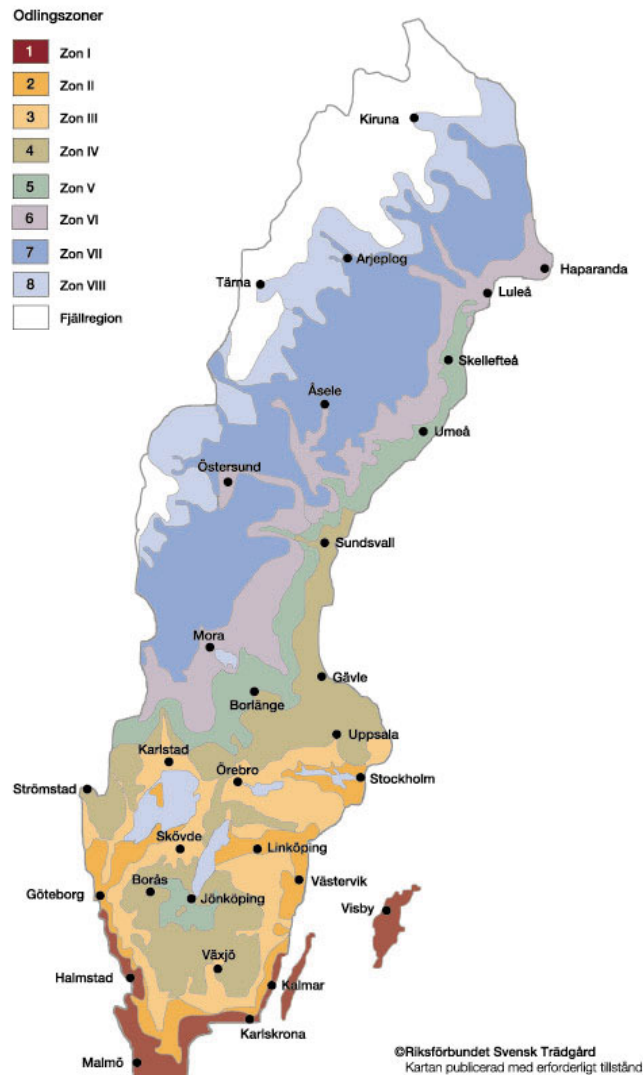 Odlingszoner
1 Zon I
2 Zon II
3 Zon III
4 Zon IV
5 Zon V
6 Zon VI
7 Zon VII
8 Zon VIII
Fjällregion
Kiruna
Arjeplog
Haparanda
Tärna
Luleå
Skellefteå
Åsele
Umeå
Östersund
Sundsvall
Mora
Gävle
Borlänge
Uppsala
Karlstad
Örebro
Stockholm
Strömstad
Skövde
Linköping
Borås
Västervik
Göteborg
Jönköping
Visby
Växjö
Halmstad
Kalmar
Karlskrona
Malmö
©Riksförbundet Svensk Trädgård
Kartan publicerad med erforderligt tillstånd